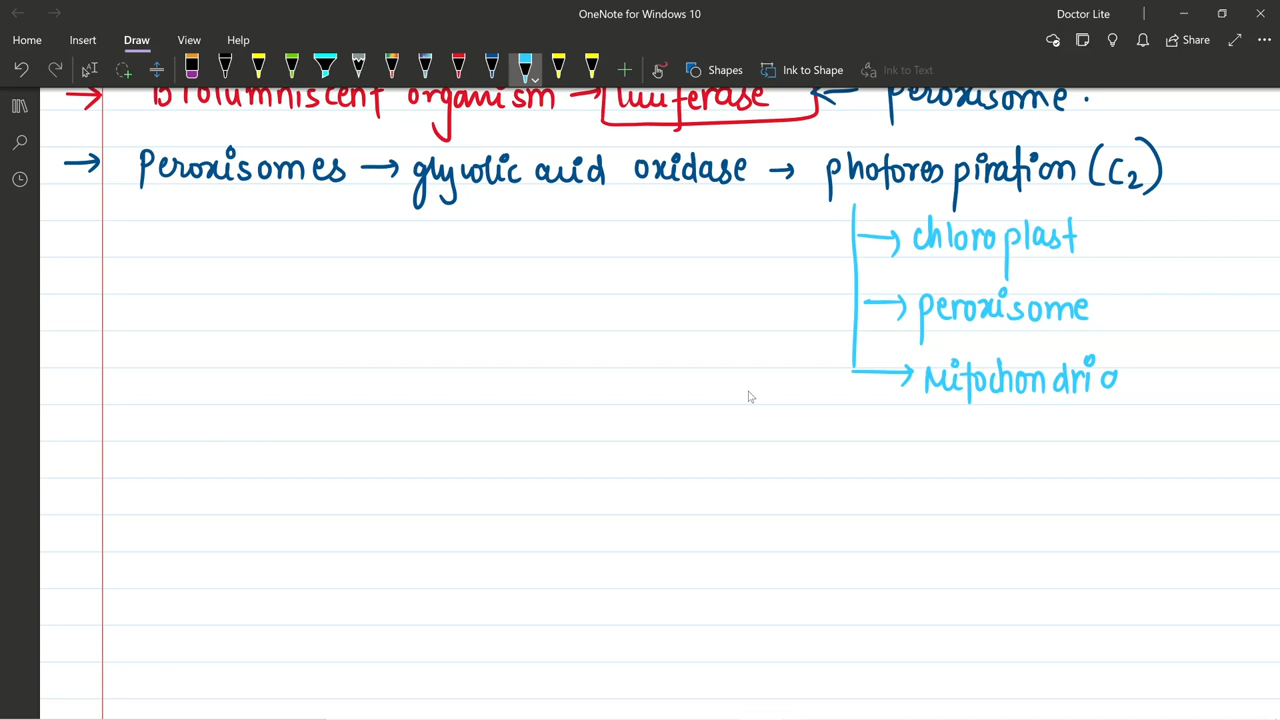 OneNote for Windows 10
Doctor Lite
Home Insert Draw View Help
Share
Shapes Ink to Shape Ink to Text
→ Biolumniscent organism → luciferase ← peroxisome.
→ Peroxisomes → glycolic acid oxidase → photorespiration (C2)
→ chloroplast
→ peroxisome
→ Mitochondria